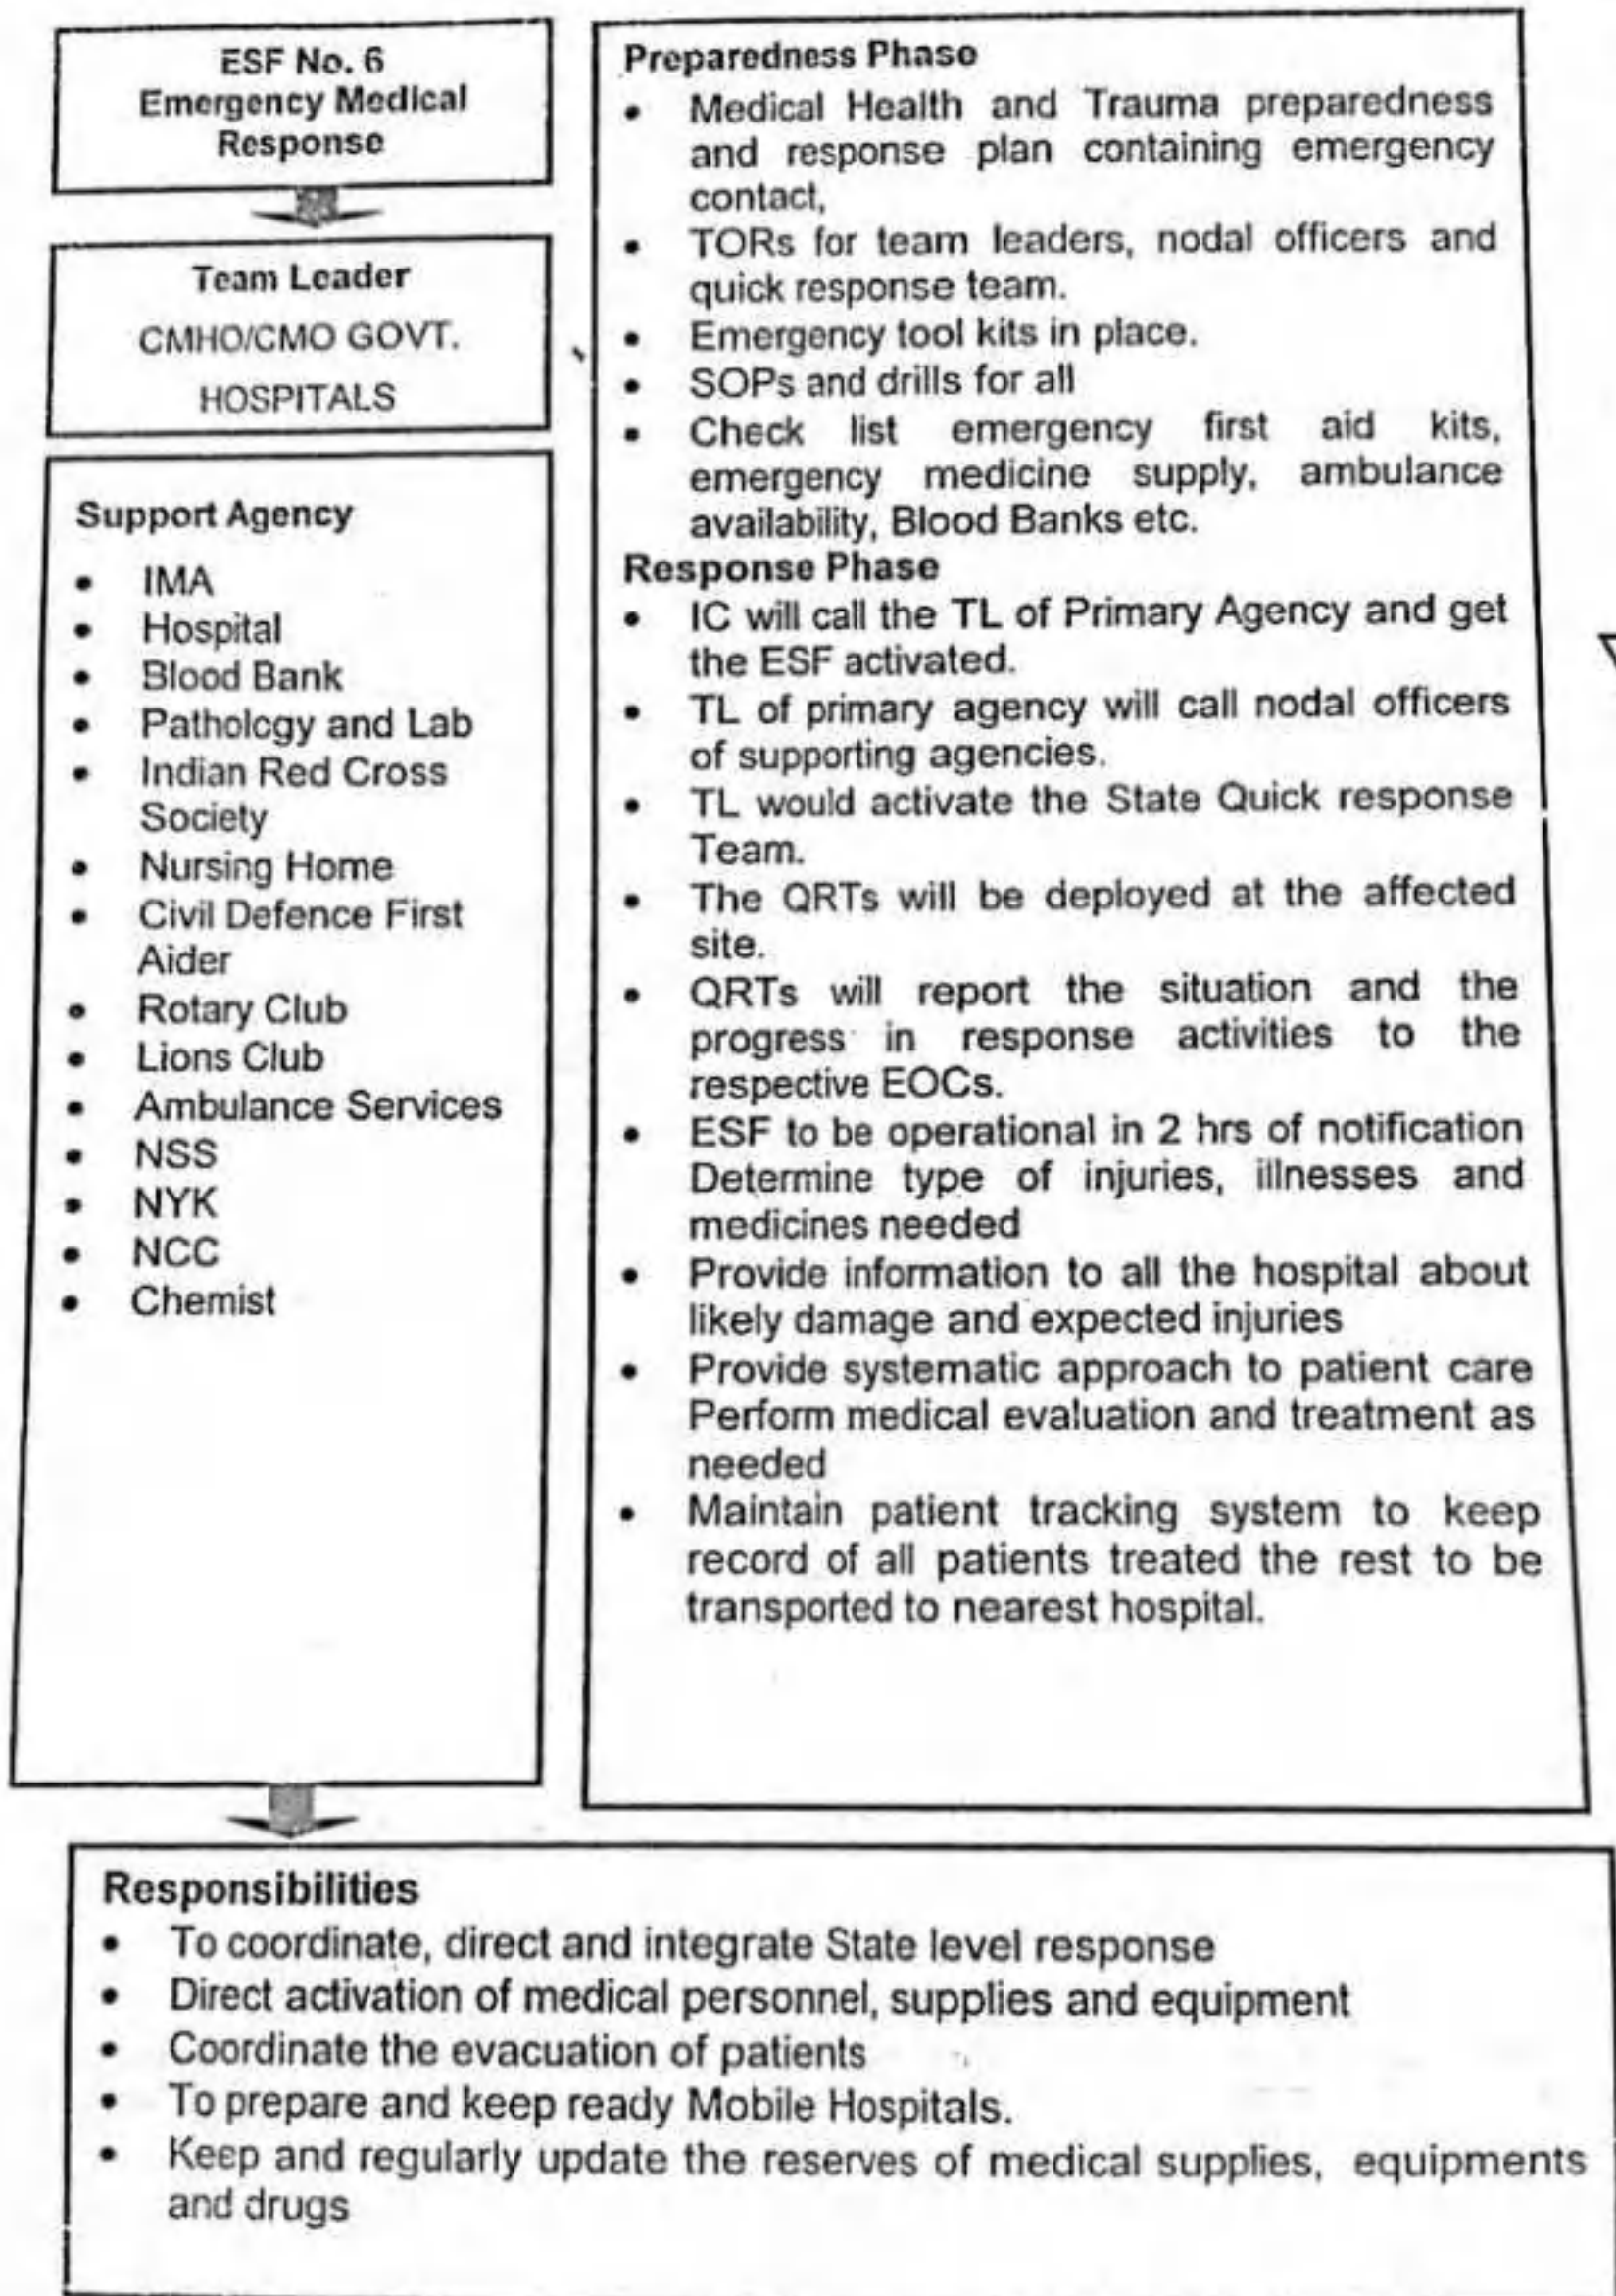 ESF No. 6
Emergency Medical
Response
Team Leader
CMHO/CMO GOVT.
HOSPITALS
Support Agency
• IMA
• Hospital
• Blood Bank
• Pathology and Lab
• Indian Red Cross
Society
• Nursing Home
• Civil Defence First
Aider
• Rotary Club
• Lions Club
• Ambulance Services
• NSS
• NYK
• NCC
• Chemist
Preparedness Phase
• Medical Health and Trauma preparedness
and response plan containing emergency
contact,
• TORs for team leaders, nodal officers and
quick response team.
• Emergency tool kits in place.
• SOPs and drills for all
• Check list emergency first aid kits,
emergency medicine supply, ambulance
availability, Blood Banks etc.
Response Phase
• IC will call the TL of Primary Agency and get
the ESF activated.
• TL of primary agency will call nodal officers
of supporting agencies.
• TL would activate the State Quick response
Team.
• The QRTs will be deployed at the affected
site.
• QRTs will report the situation and the
progress in response activities to the
respective EOCs.
• ESF to be operational in 2 hrs of notification
Determine type of injuries, illnesses and
medicines needed
• Provide information to all the hospital about
likely damage and expected injuries
• Provide systematic approach to patient care
Perform medical evaluation and treatment as
needed
• Maintain patient tracking system to keep
record of all patients treated the rest to be
transported to nearest hospital.
Responsibilities
• To coordinate, direct and integrate State level response
• Direct activation of medical personnel, supplies and equipment
• Coordinate the evacuation of patients
• To prepare and keep ready Mobile Hospitals.
• Keep and regularly update the reserves of medical supplies, equipments
and drugs